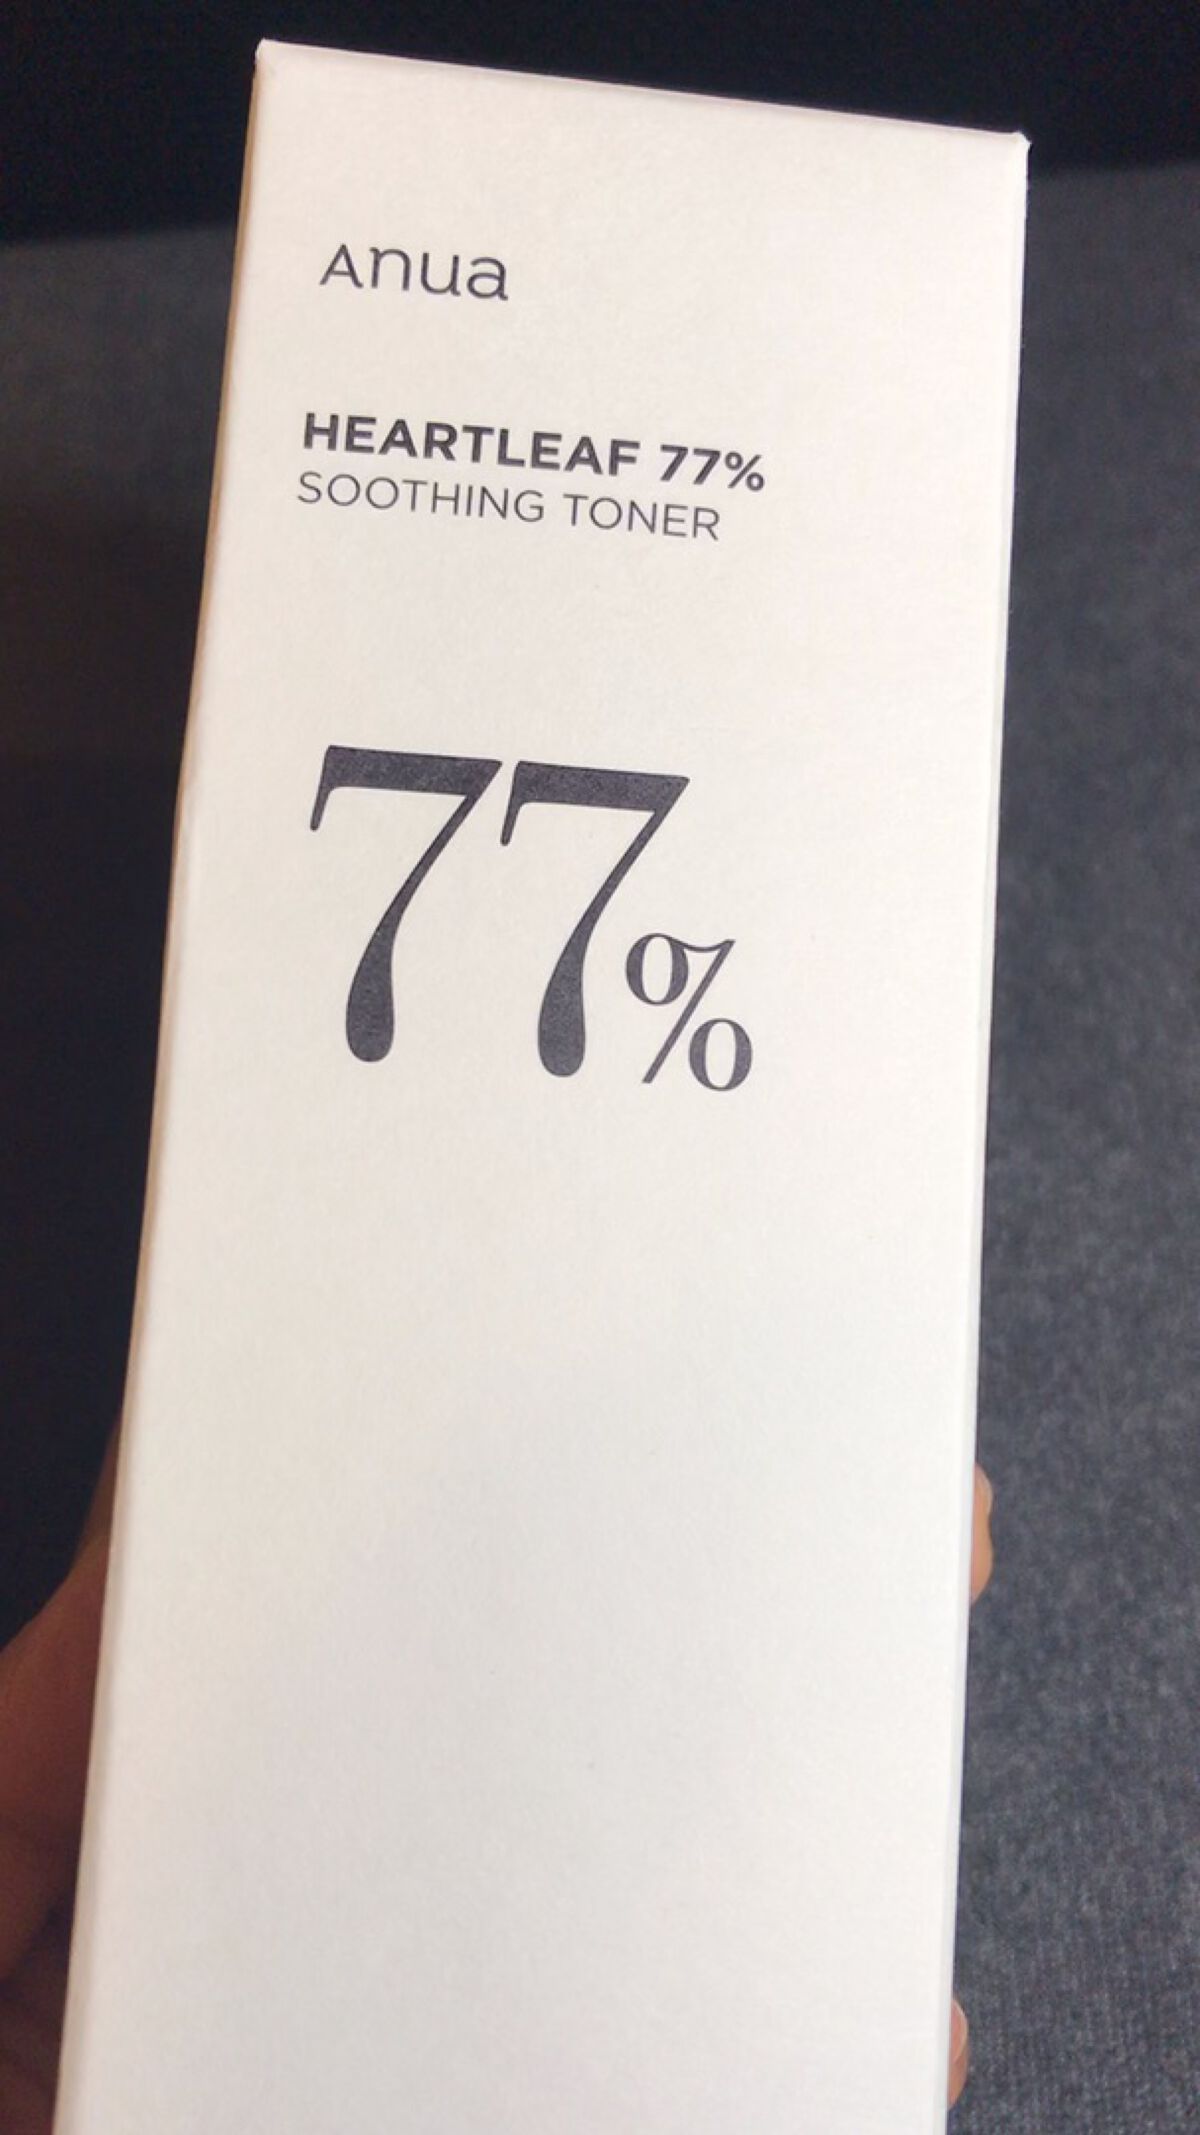 Anua
HEARTLEAF 77%
SOOTHING TONER
77%